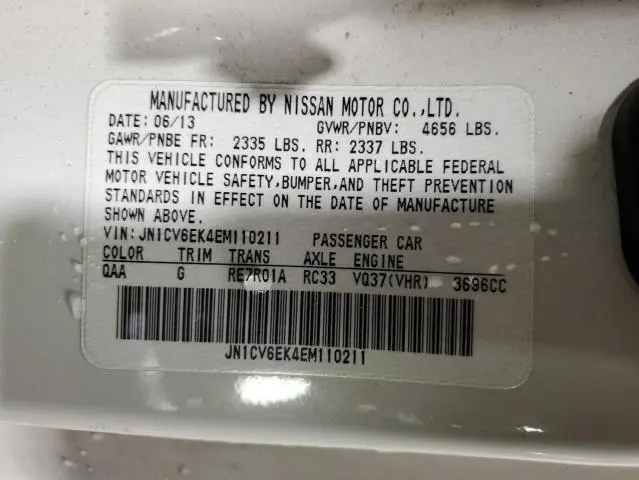 MANUFACTURED BY NISSAN MOTOR CO.,LTD.
DATE: 06/13 GVWR/PNBV: 4656 LBS.
GAWR/PNBE FR: 2335 LBS. RR: 2337 LBS.
THIS VEHICLE CONFORMS TO ALL APPLICABLE FEDERAL
MOTOR VEHICLE SAFETY,BUMPER,AND THEFT PREVENTION
STANDARDS IN EFFECT ON THE DATE OF MANUFACTURE
SHOWN ABOVE.
VIN:JN1CV6EK4EM110211 PASSENGER CAR
COLOR TRIM TRANS AXLE ENGINE
QAA G RE7R01A RC33 VQ37(VHR) 3696CC
JN1CV6EK4EM110211